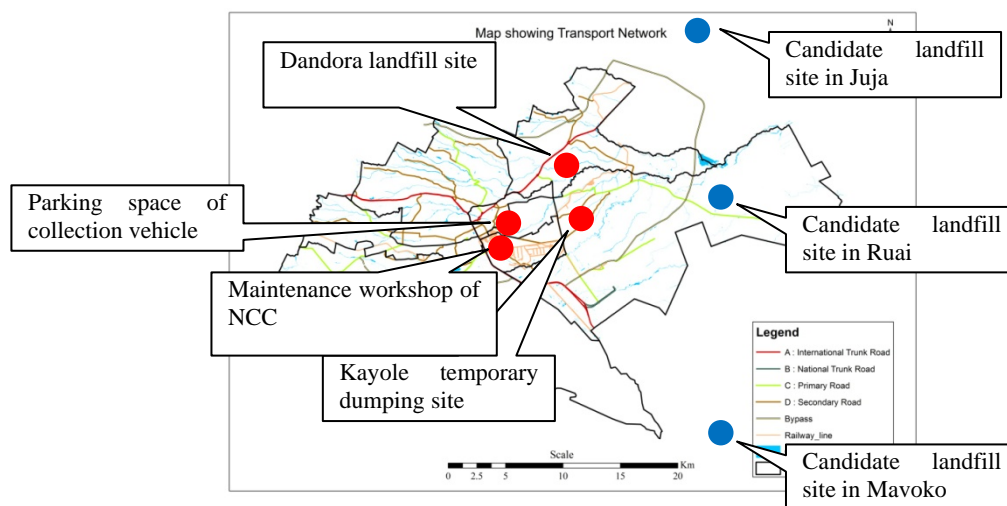 Map showing Transport Network
N
Dandora landfill site
Candidate landfill
site in Juja
Parking space of
collection vehicle
Candidate landfill
site in Ruai
Maintenance workshop of
NCC
Kayole temporary
dumping site
Legend
A : International Trunk Road
B : National Trunk Road
C : Primary Road
D : Secondary Road
Bypass
Railway_line
Scale
Km
0 1.25 2.5 5 10 15 20
Candidate landfill
site in Mavoko